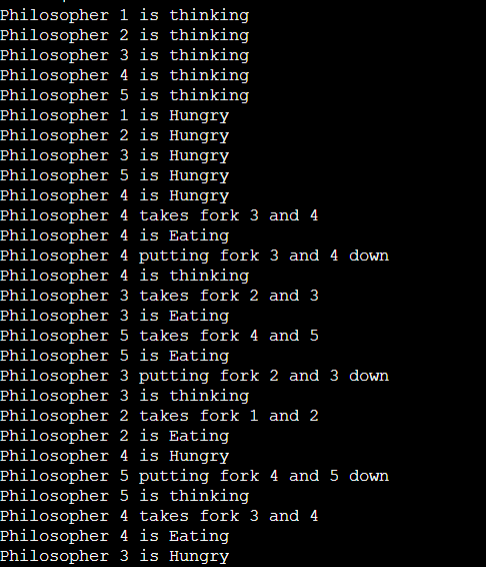 Philosopher 1 is thinking
Philosopher 2 is thinking
Philosopher 3 is thinking
Philosopher 4 is thinking
Philosopher 5 is thinking
Philosopher 1 is Hungry
Philosopher 2 is Hungry
Philosopher 3 is Hungry
Philosopher 5 is Hungry
Philosopher 4 is Hungry
Philosopher 4 takes fork 3 and 4
Philosopher 4 is Eating
Philosopher 4 putting fork 3 and 4 down
Philosopher 4 is thinking
Philosopher 3 takes fork 2 and 3
Philosopher 3 is Eating
Philosopher 5 takes fork 4 and 5
Philosopher 5 is Eating
Philosopher 3 putting fork 2 and 3 down
Philosopher 3 is thinking
Philosopher 2 takes fork 1 and 2
Philosopher 2 is Eating
Philosopher 4 is Hungry
Philosopher 5 putting fork 4 and 5 down
Philosopher 5 is thinking
Philosopher 4 takes fork 3 and 4
Philosopher 4 is Eating
Philosopher 3 is Hungry